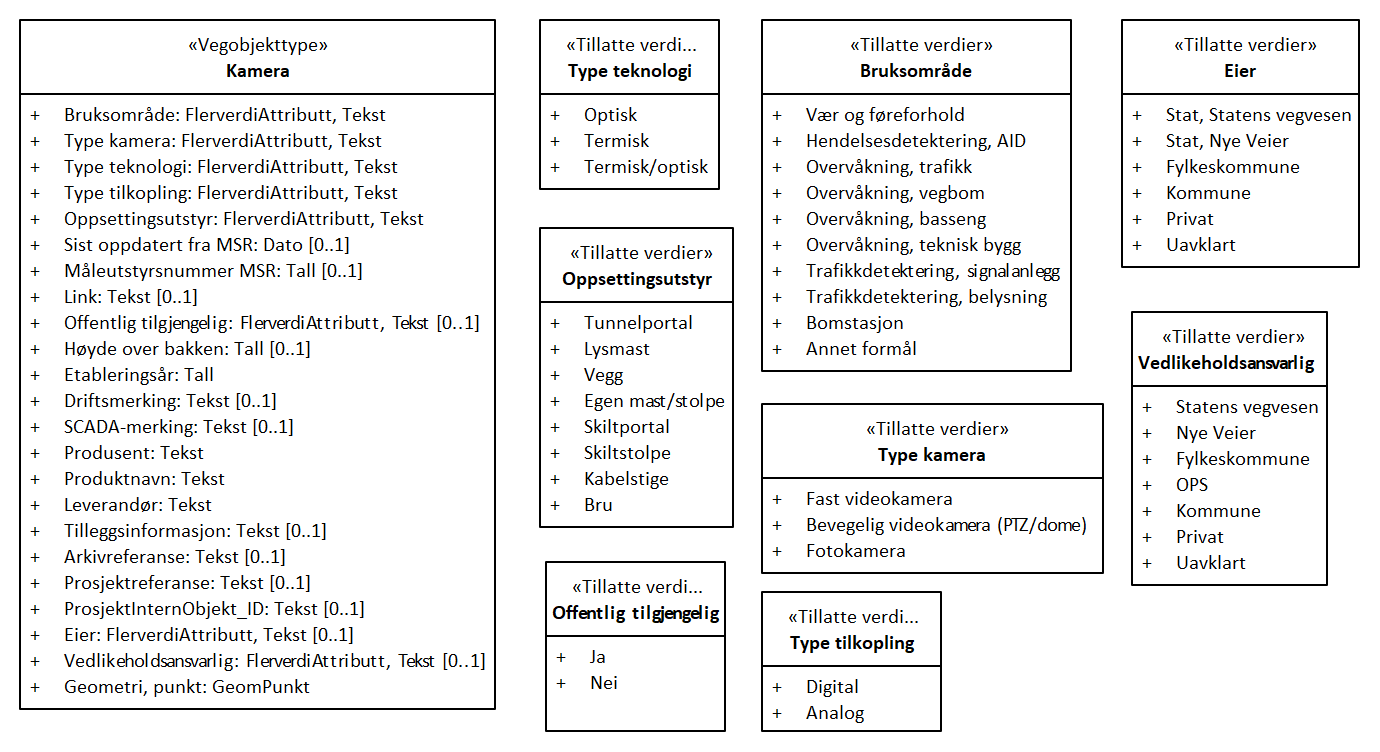 «Vegobjekttype»
Kamera
+ Bruksområde: FlerverdiAttributt, Tekst
+ Type kamera: FlerverdiAttributt, Tekst
+ Type teknologi: FlerverdiAttributt, Tekst
+ Type tilkopling: FlerverdiAttributt, Tekst
+ Oppsettingsutstyr: FlerverdiAttributt, Tekst
+ Sist oppdatert fra MSR: Dato [0..1]
+ Måleutstyrsnummer MSR: Tall [0..1]
+ Link: Tekst [0..1]
+ Offentlig tilgjengelig: FlerverdiAttributt, Tekst [0..1]
+ Høyde over bakken: Tall [0..1]
+ Etableringsår: Tall
+ Driftsmerking: Tekst [0..1]
+ SCADA-merking: Tekst [0..1]
+ Produsent: Tekst
+ Produktnavn: Tekst
+ Leverandør: Tekst
+ Tilleggsinformasjon: Tekst [0..1]
+ Arkivreferanse: Tekst [0..1]
+ Prosjektreferanse: Tekst [0..1]
+ ProsjektInternObjekt_ID: Tekst [0..1]
+ Eier: FlerverdiAttributt, Tekst [0..1]
+ Vedlikeholdsansvarlig: FlerverdiAttributt, Tekst [0..1]
+ Geometri, punkt: GeomPunkt
«Tillatte verdi...
Type teknologi
+ Optisk
+ Termisk
+ Termisk/optisk
«Tillatte verdier»
Oppsettingsutstyr
+ Tunnelportal
+ Lysmast
+ Vegg
+ Egen mast/stolpe
+ Skiltportal
+ Skiltstolpe
+ Kabelstige
+ Bru
«Tillatte verdi...
Offentlig tilgjengelig
+ Ja
+ Nei
«Tillatte verdier»
Bruksområde
+ Vær og føreforhold
+ Hendelsesdetektering, AID
+ Overvåkning, trafikk
+ Overvåkning, vegbom
+ Overvåkning, basseng
+ Overvåkning, teknisk bygg
+ Trafikkdetektering, signalanlegg
+ Trafikkdetektering, belysning
+ Bomstasjon
+ Annet formål
«Tillatte verdier»
Type kamera
+ Fast videokamera
+ Bevegelig videokamera (PTZ/dome)
+ Fotokamera
«Tillatte verdi...
Type tilkopling
+ Digital
+ Analog
«Tillatte verdier»
Eier
+ Stat, Statens vegvesen
+ Stat, Nye Veier
+ Fylkeskommune
+ Kommune
+ Privat
+ Uavklart
«Tillatte verdier»
Vedlikeholdsansvarlig
+ Statens vegvesen
+ Nye Veier
+ Fylkeskommune
+ OPS
+ Kommune
+ Privat
+ Uavklart